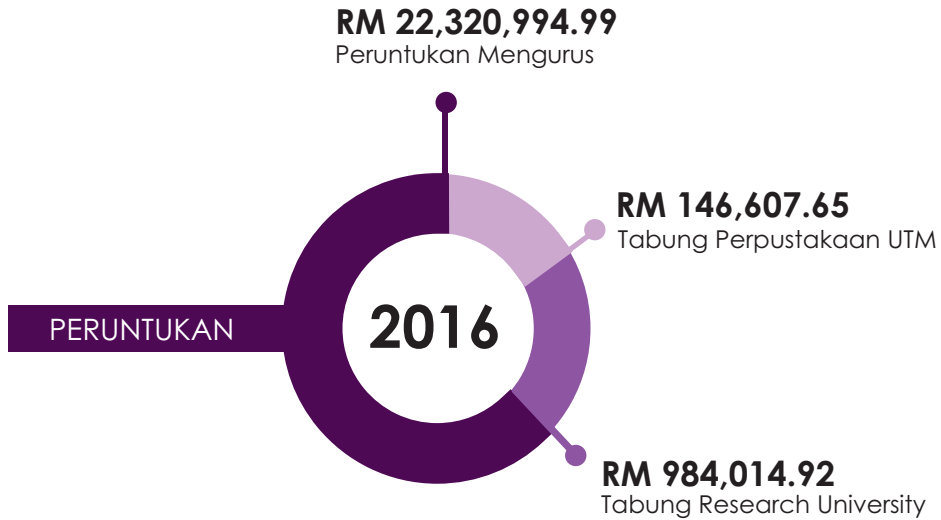 RM 22,320,994.99
Peruntukan Mengurus
RM 146,607.65
Tabung Perpustakaan UTM
PERUNTUKAN
2016
RM 984,014.92
Tabung Research University